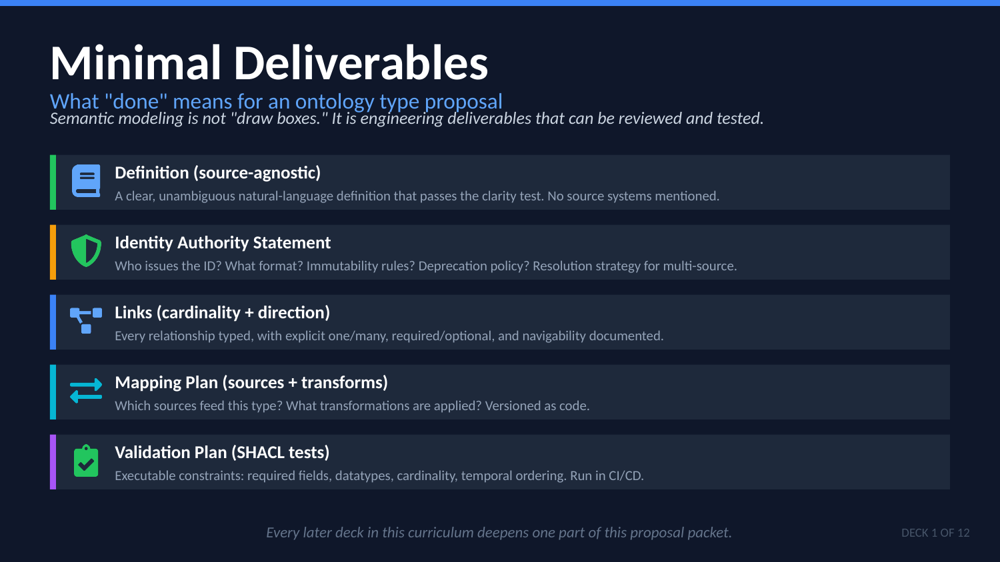 Minimal Deliverables
What "done" means for an ontology type proposal
Semantic modeling is not "draw boxes." It is engineering deliverables that can be reviewed and tested.
Definition (source-agnostic)
A clear, unambiguous natural-language definition that passes the clarity test. No source systems mentioned.
Identity Authority Statement
Who issues the ID? What format? Immutability rules? Deprecation policy? Resolution strategy for multi-source.
Links (cardinality + direction)
Every relationship typed, with explicit one/many, required/optional, and navigability documented.
Mapping Plan (sources + transforms)
Which sources feed this type? What transformations are applied? Versioned as code.
Validation Plan (SHACL tests)
Executable constraints: required fields, datatypes, cardinality, temporal ordering. Run in CI/CD.
Every later deck in this curriculum deepens one part of this proposal packet.
DECK 1 OF 12